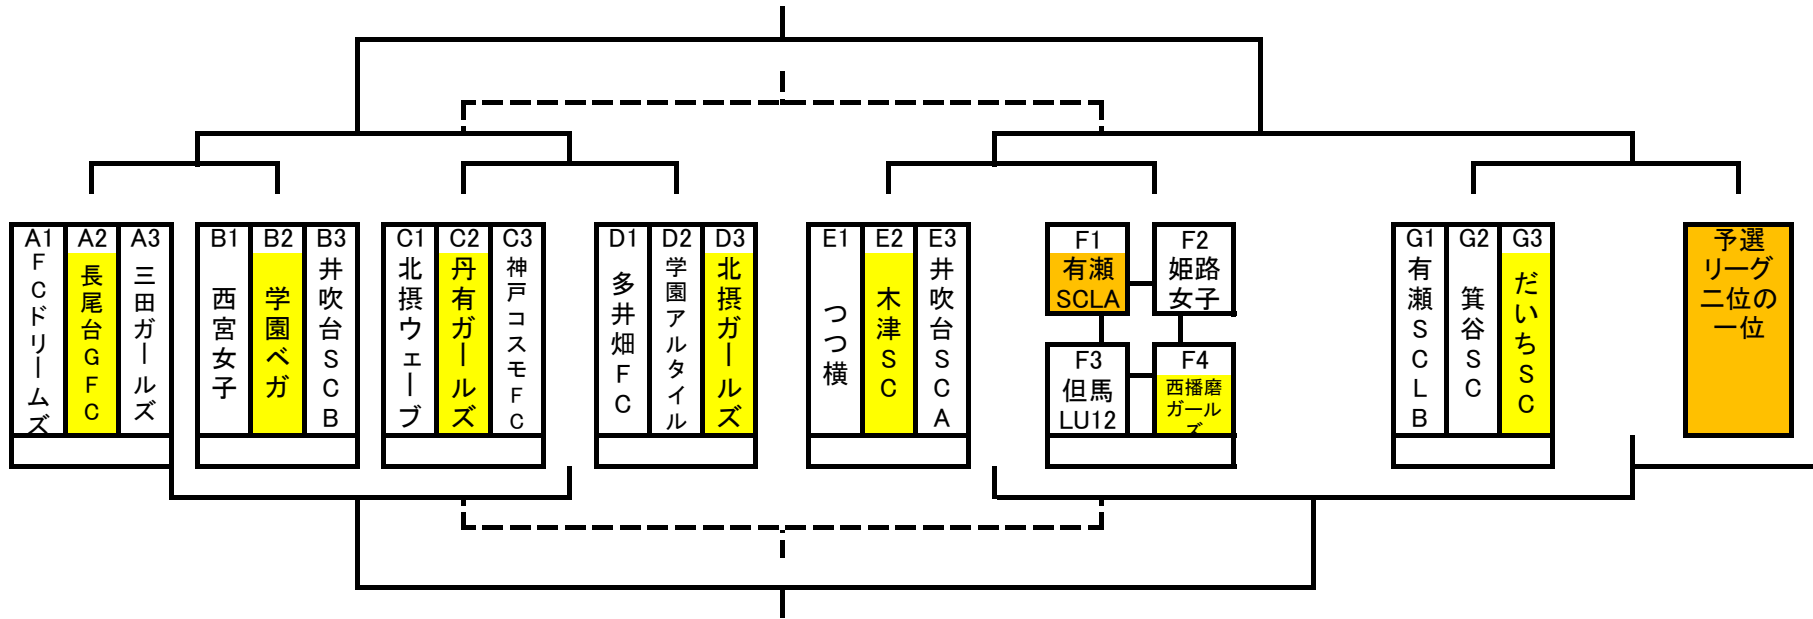 A1
FCドリームズ
A2
長尾台GFC
A3
三田ガールズ
B1
西宮女子
B2
学園ベガ
B3
井吹台SCB
C1
北摂ウェーブ
C2
丹有ガールズ
C3
神戸コスモFC
D1
多井畑FC
D2
学園アルタイル
D3
北摂ガールズ
E1
つつ横
E2
木津SC
E3
井吹台SCA
F1
有瀬
SCLA
F2
姫路
女子
F3
但馬
LU12
F4
西播磨
ガール
ズ
G1
有瀬SCLB
G2
箕谷SC
G3
だいちSC
予選
リーグ
二位の
一位